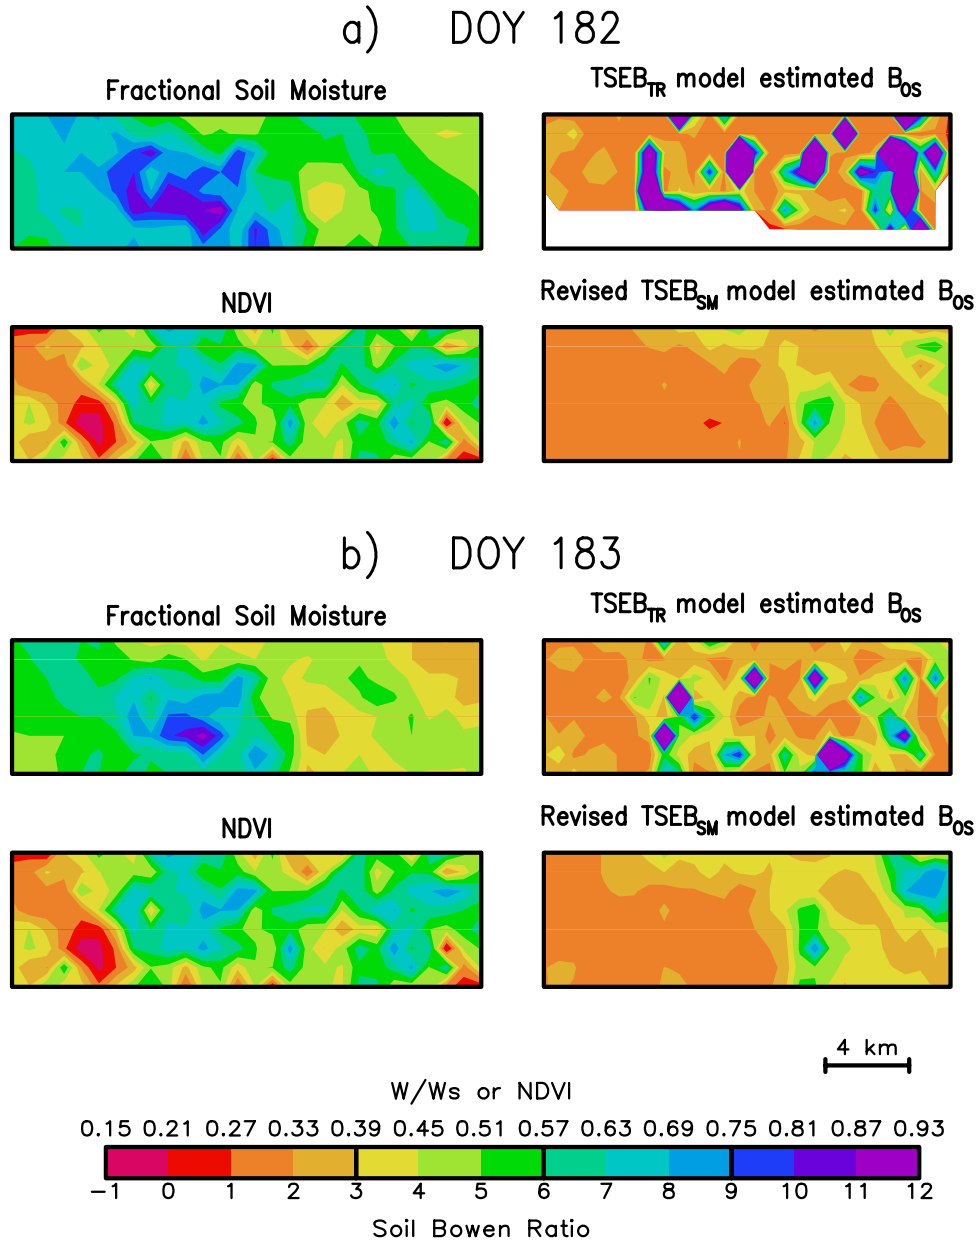 a) DOY 182
Fractional Soil Moisture
TSEB_TR model estimated B_OS
NDVI
Revised TSEB_SM model estimated B_OS
b) DOY 183
Fractional Soil Moisture
TSEB_TR model estimated B_OS
NDVI
Revised TSEB_SM model estimated B_OS
4 km
W/Ws or NDVI
0.15 0.21 0.27 0.33 0.39 0.45 0.51 0.57 0.63 0.69 0.75 0.81 0.87 0.93
−1 0 1 2 3 4 5 6 7 8 9 10 11 12
Soil Bowen Ratio